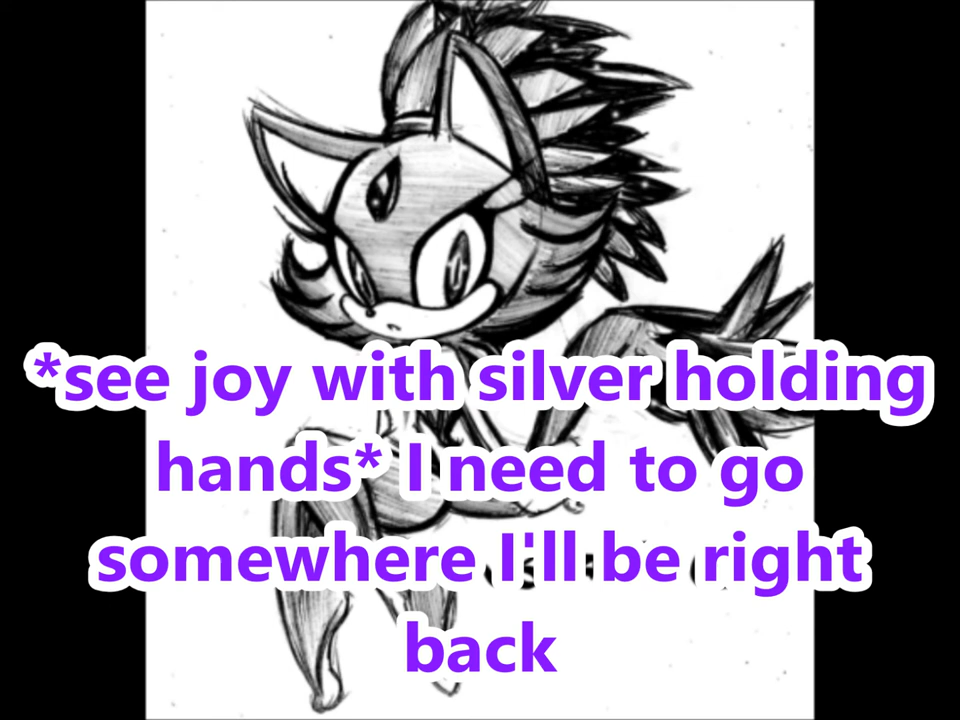 *see joy with silver holding
hands* I need to go
somewhere I'll be right
back